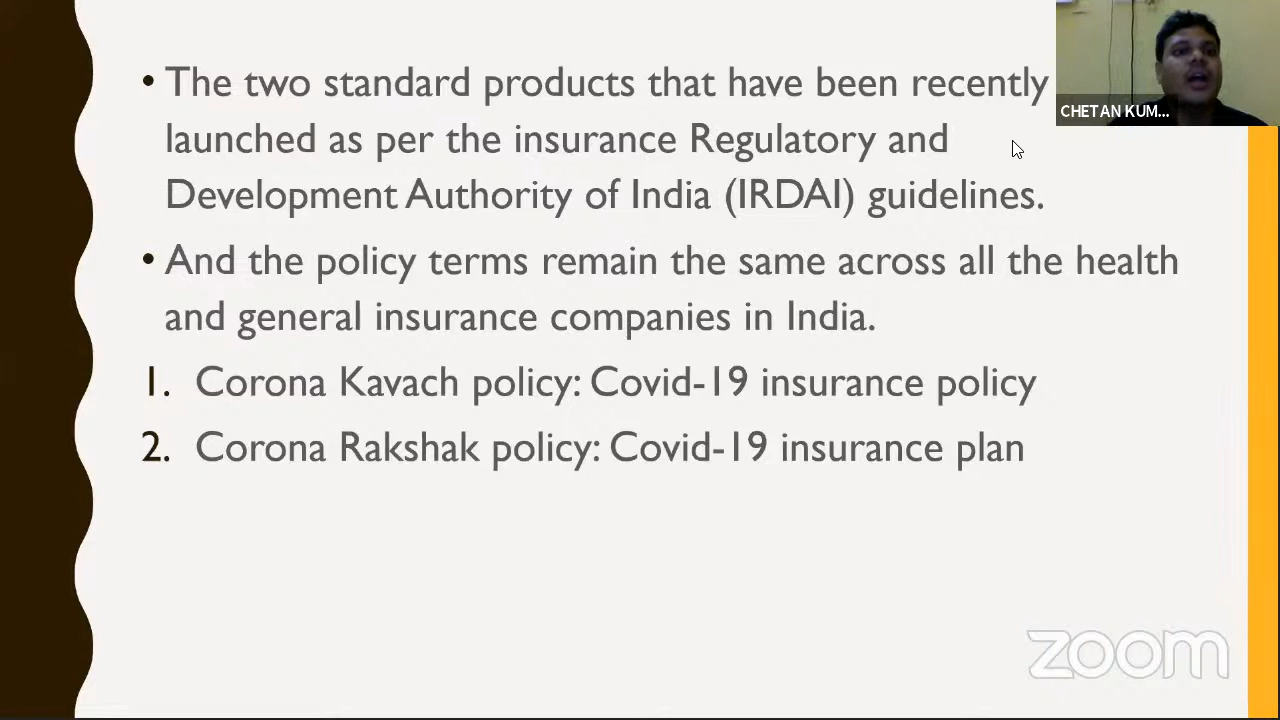 • The two standard products that have been recently
launched as per the insurance Regulatory and
Development Authority of India (IRDAI) guidelines.
• And the policy terms remain the same across all the health
and general insurance companies in India.
1. Corona Kavach policy: Covid-19 insurance policy
2. Corona Rakshak policy: Covid-19 insurance plan
CHETAN KUM...
zoom